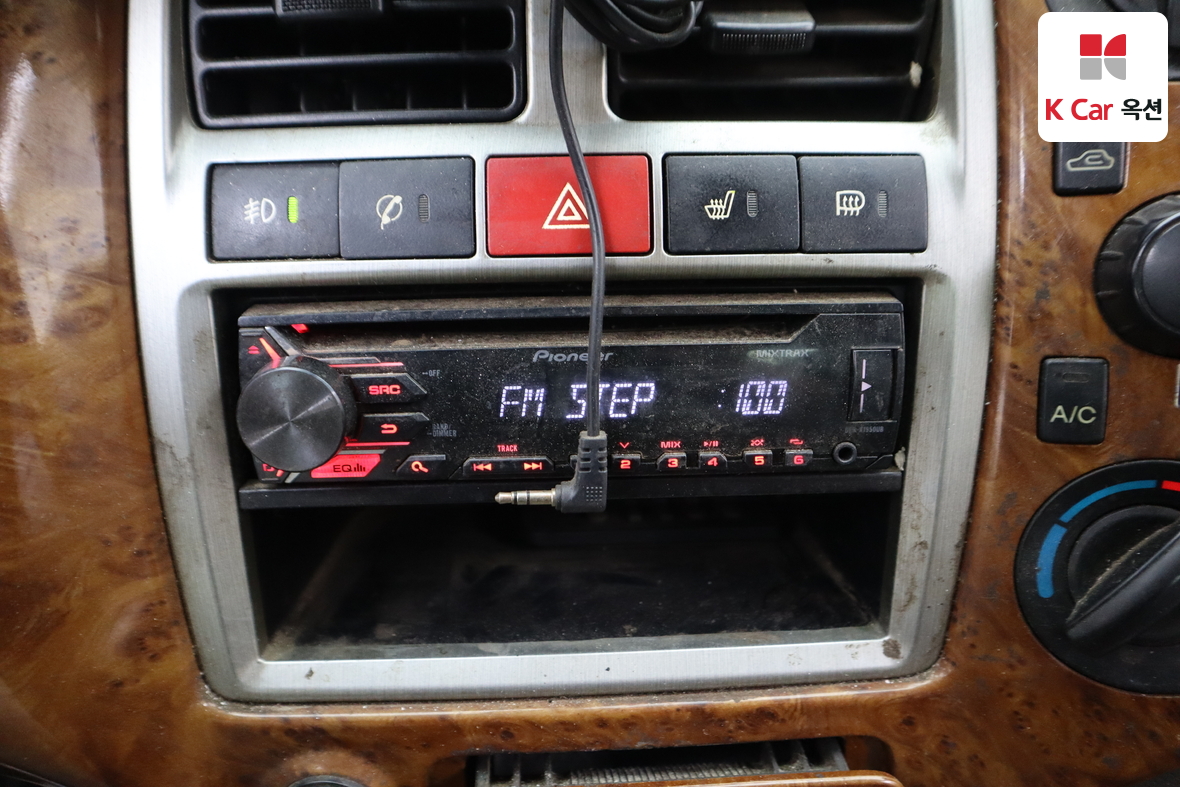 K Car 옥션
Pioneer
MIXTRAX
OFF
SRC
FM STEP :100
BAND/
DIMMER
A/C
TRACK
MIX
EQ
2 3 4 5 6